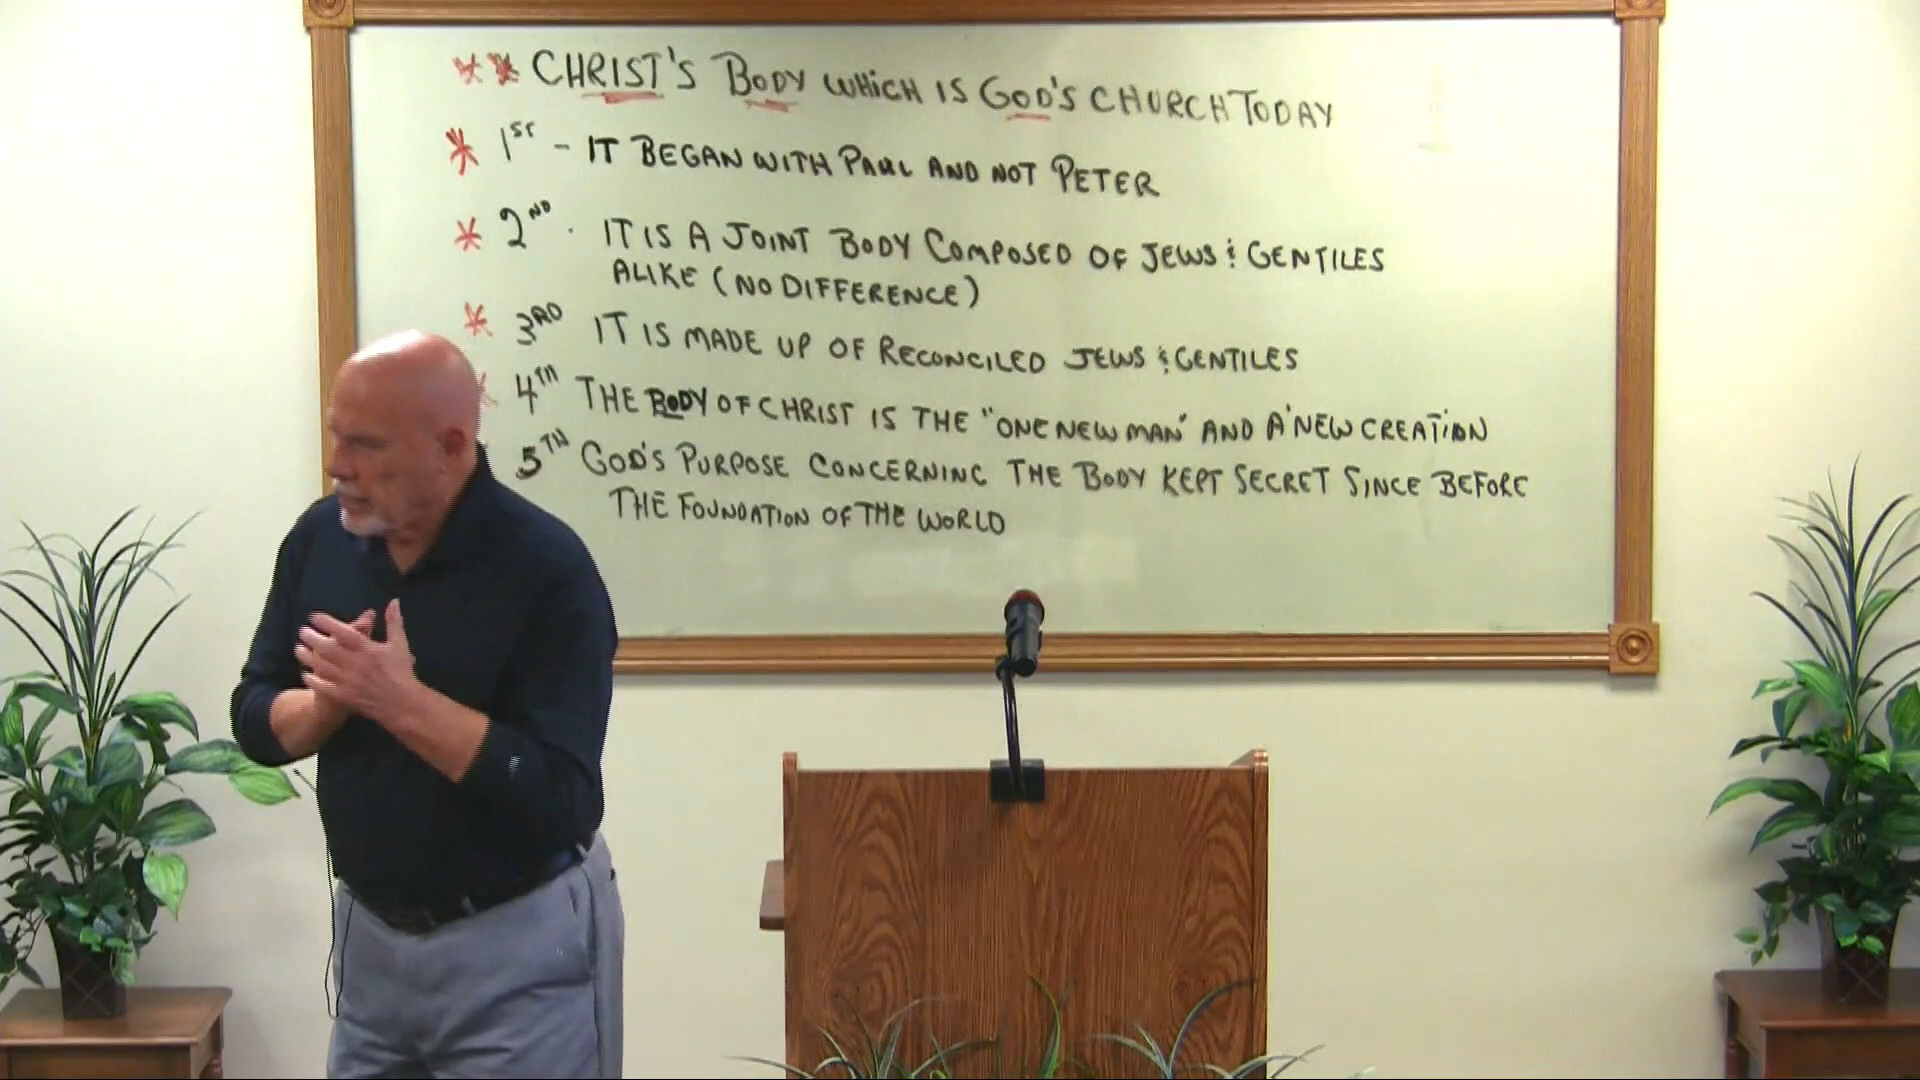 ** CHRIST'S BODY WHICH IS GOD'S CHURCH TODAY
* 1ST - IT BEGAN WITH PAUL AND NOT PETER
* 2ND. IT IS A JOINT BODY COMPOSED OF JEWS & GENTILES
ALIKE (NO DIFFERENCE)
* 3RD IT IS MADE UP OF RECONCILED JEWS & GENTILES
* 4TH THE BODY OF CHRIST IS THE "ONE NEW MAN" AND A "NEW CREATION
5TH GOD'S PURPOSE CONCERNING THE BODY KEPT SECRET SINCE BEFORE
THE FOUNDATION OF THE WORLD